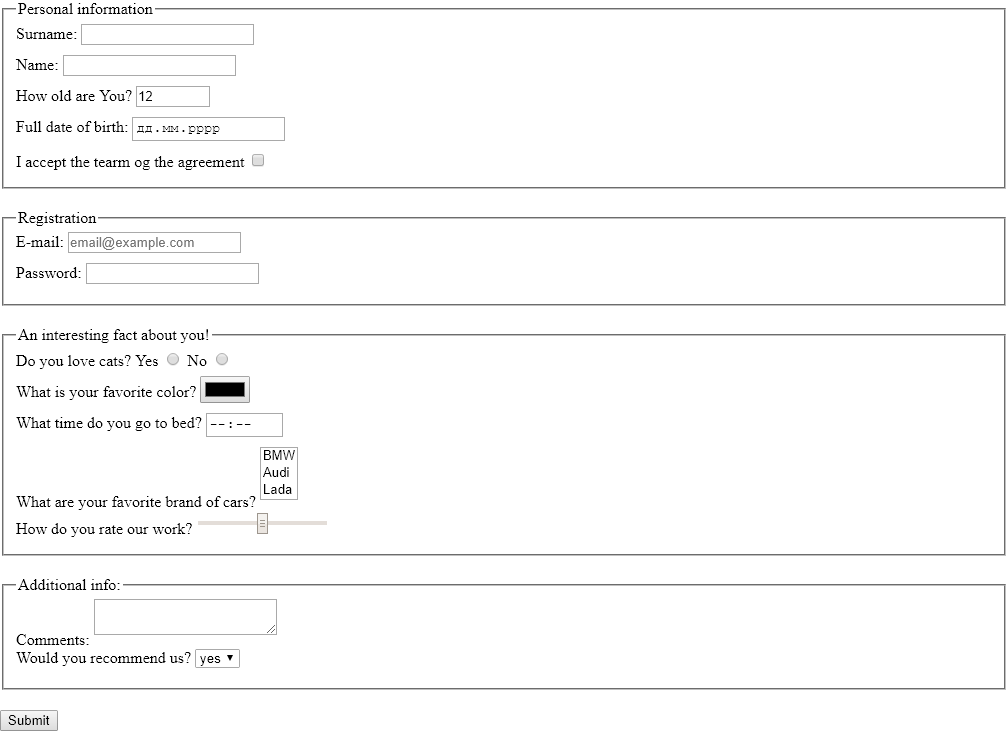 Personal information
Surname:
Name:
How old are You? 12
Full date of birth: дд.мм.рррр
I accept the tearm og the agreement
Registration
E-mail: email@example.com
Password:
An interesting fact about you!
Do you love cats? Yes No
What is your favorite color?
What time do you go to bed? --:--
BMW
Audi
Lada
What are your favorite brand of cars?
How do you rate our work?
Additional info:
Comments:
Would you recommend us? yes
Submit